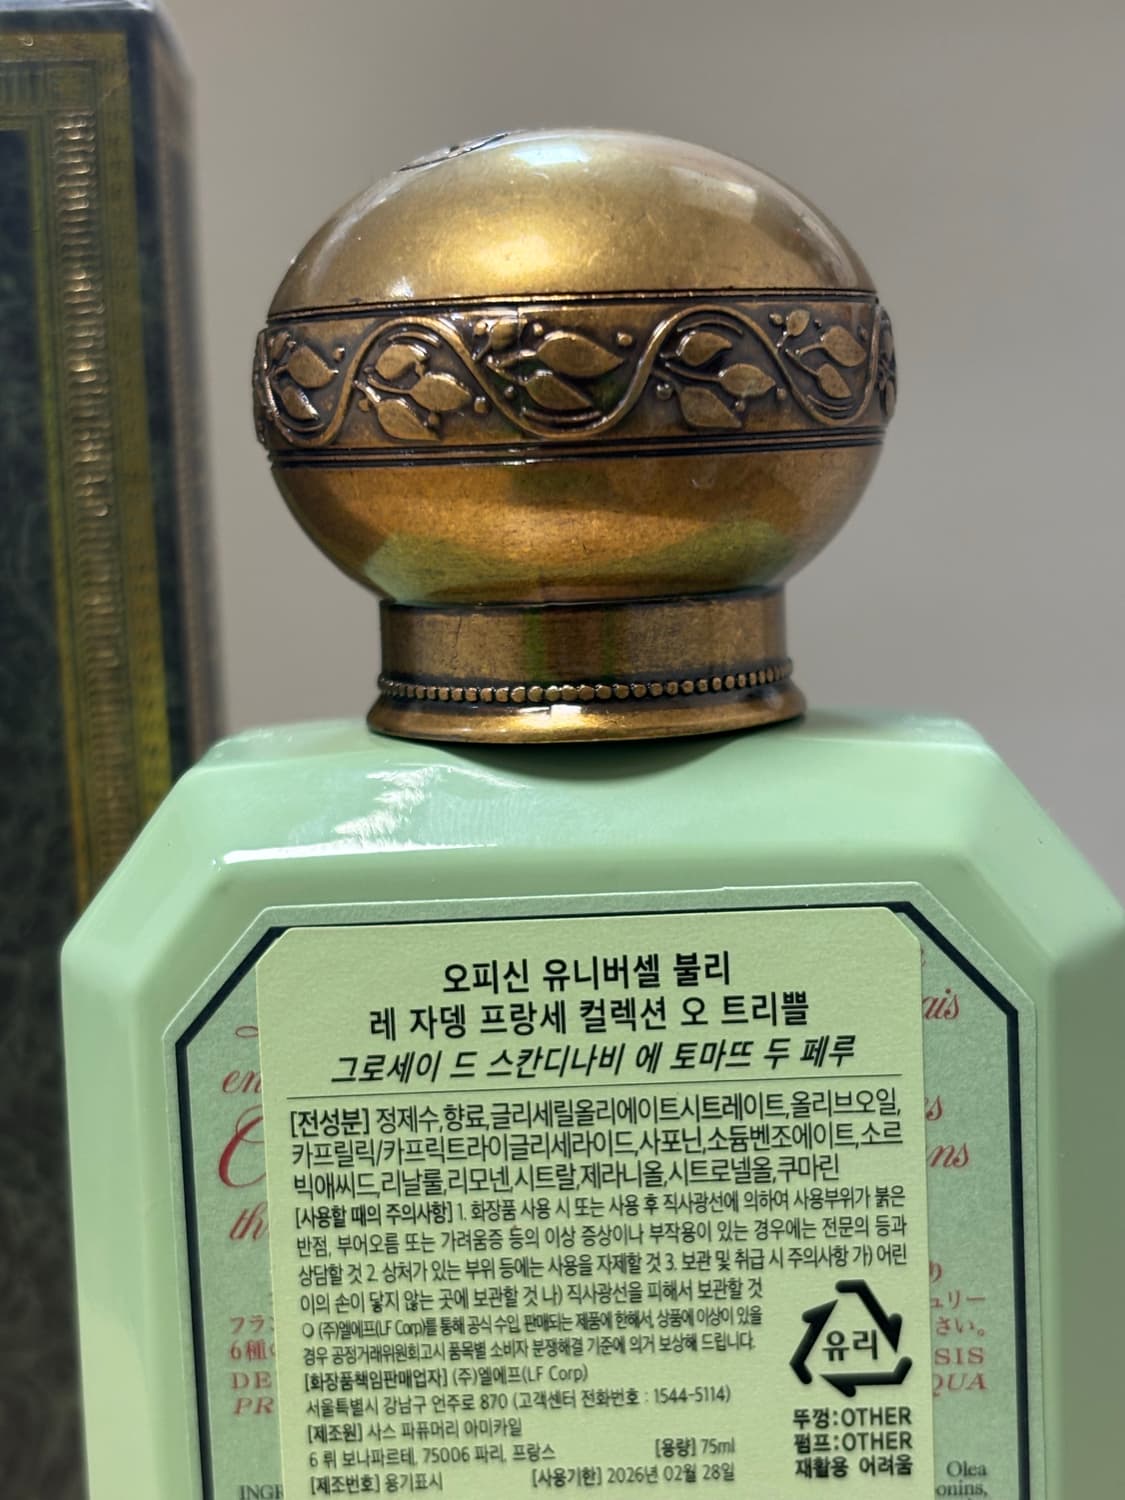 오피신 유니버셀 불리
레 자뎅 프랑세 컬렉션 오 트리쁠
그로세이 드 스칸디나비 에 토마뜨 두 페루
[전성분] 정제수,향료,글리세릴올리에이트시트레이트,올리브오일,
카프릴릭/카프릭트라이글리세라이드,사포닌,소듐벤조에이트,소르
빅애씨드,리날룰,리모넨,시트랄,제라니올,시트로넬올,쿠마린
[사용할 때의 주의사항] 1. 화장품 사용 시 또는 사용 후 직사광선에 의하여 사용부위가 붉은
반점, 부어오름 또는 가려움증 등의 이상 증상이나 부작용이 있는 경우에는 전문의 등과
상담할 것 2. 상처가 있는 부위 등에는 사용을 자제할 것 3. 보관 및 취급 시 주의사항 가) 어린
이의 손이 닿지 않는 곳에 보관할 것 나) 직사광선을 피해서 보관할 것
○ (주)엘에프(LF Corp)를 통해 공식 수입, 판매되는 제품에 한해서, 상품에 이상이 있을
경우 공정거래위원회고시 품목별 소비자 분쟁해결 기준에 의거 보상해 드립니다.
[화장품책임판매업자] (주)엘에프(LF Corp)
서울특별시 강남구 언주로 870 (고객센터 전화번호 : 1544-5114)
[제조원] 사스 파퓨머리 아미카일
6 뤼 보나파르테, 75006 파리, 프랑스 [용량] 75ml
[제조번호] 용기표시 [사용기한] 2026년 02월 28일
유리
뚜껑:OTHER
펌프:OTHER
재활용 어려움
en
th
フラン
6種
DE
PR
INGR
ais
ns
ュリー
さい。
SIS
QUA
Olea
onins,